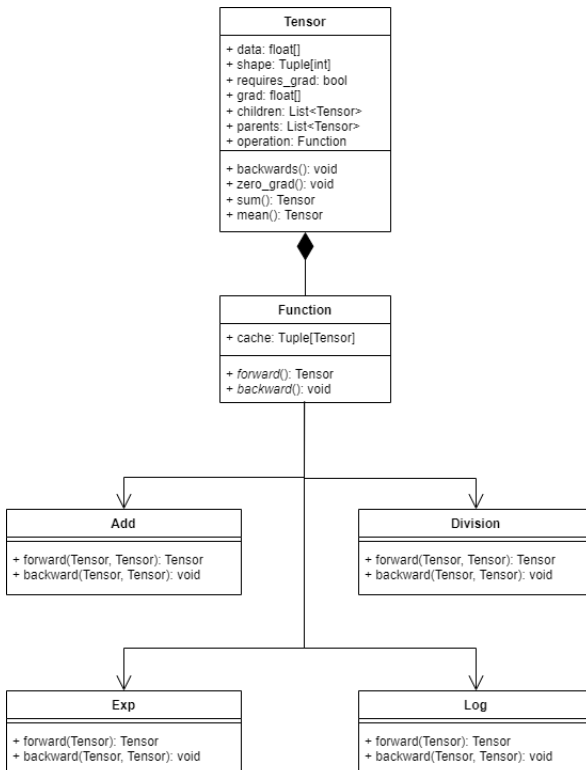 Tensor
+ data: float[]
+ shape: Tuple[int]
+ requires_grad: bool
+ grad: float[]
+ children: List<Tensor>
+ parents: List<Tensor>
+ operation: Function
+ backwards(): void
+ zero_grad(): void
+ sum(): Tensor
+ mean(): Tensor
Function
+ cache: Tuple[Tensor]
+ forward(): Tensor
+ backward(): void
Add
+ forward(Tensor, Tensor): Tensor
+ backward(Tensor, Tensor): void
Division
+ forward(Tensor, Tensor): Tensor
+ backward(Tensor, Tensor): void
Exp
+ forward(Tensor): Tensor
+ backward(Tensor, Tensor): void
Log
+ forward(Tensor): Tensor
+ backward(Tensor, Tensor): void